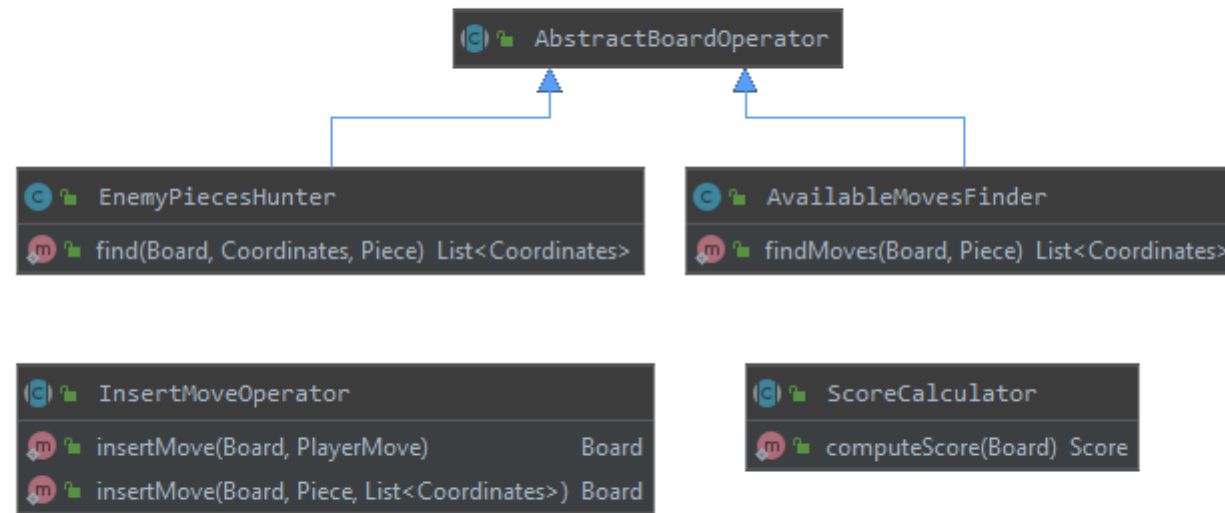 AbstractBoardOperator
EnemyPiecesHunter
find(Board, Coordinates, Piece) List<Coordinates>
AvailableMovesFinder
findMoves(Board, Piece) List<Coordinates>
InsertMoveOperator
insertMove(Board, PlayerMove) Board
insertMove(Board, Piece, List<Coordinates>) Board
ScoreCalculator
computeScore(Board) Score